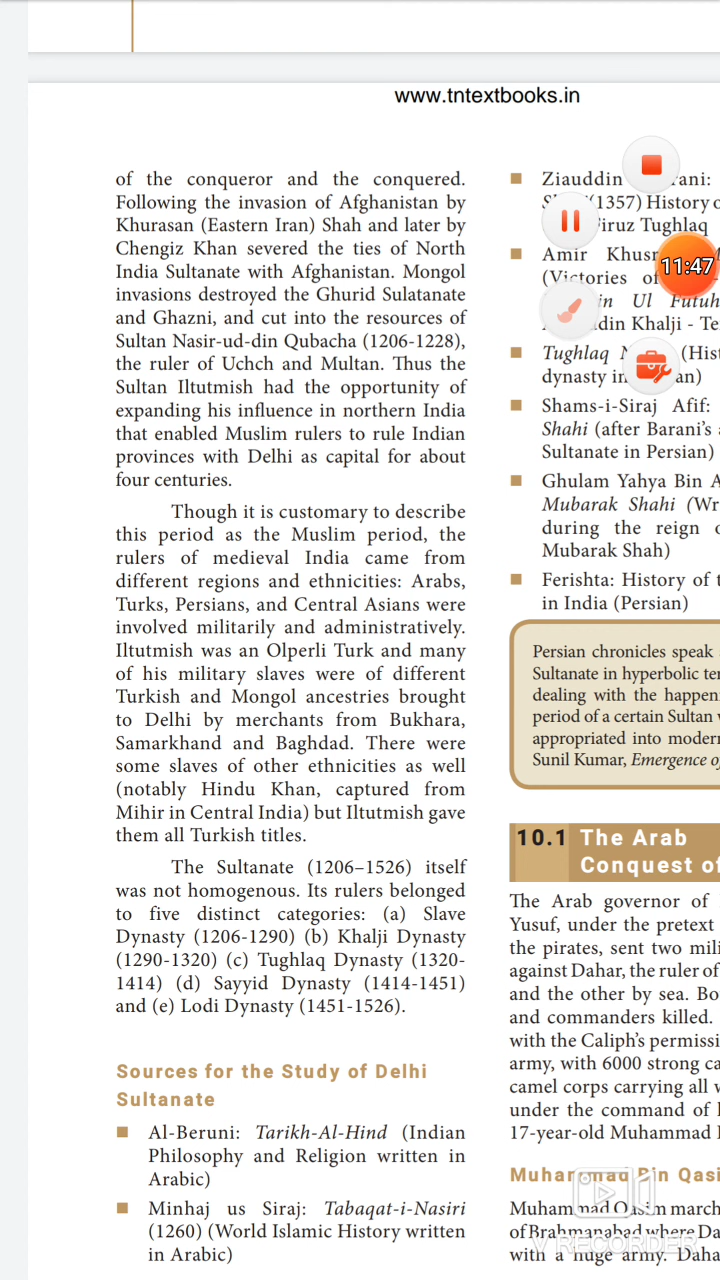 www.tntextbooks.in
of the conqueror and the conquered.
Following the invasion of Afghanistan by
Khurasan (Eastern Iran) Shah and later by
Chengiz Khan severed the ties of North
India Sultanate with Afghanistan. Mongol
invasions destroyed the Ghurid Sulatanate
and Ghazni, and cut into the resources of
Sultan Nasir-ud-din Qubacha (1206-1228),
the ruler of Uchch and Multan. Thus the
Sultan Iltutmish had the opportunity of
expanding his influence in northern India
that enabled Muslim rulers to rule Indian
provinces with Delhi as capital for about
four centuries.
Though it is customary to describe
this period as the Muslim period, the
rulers of medieval India came from
different regions and ethnicities: Arabs,
Turks, Persians, and Central Asians were
involved militarily and administratively.
Iltutmish was an Olperli Turk and many
of his military slaves were of different
Turkish and Mongol ancestries brought
to Delhi by merchants from Bukhara,
Samarkhand and Baghdad. There were
some slaves of other ethnicities as well
(notably Hindu Khan, captured from
Mihir in Central India) but Iltutmish gave
them all Turkish titles.
The Sultanate (1206–1526) itself
was not homogenous. Its rulers belonged
to five distinct categories: (a) Slave
Dynasty (1206-1290) (b) Khalji Dynasty
(1290-1320) (c) Tughlaq Dynasty (1320-
1414) (d) Sayyid Dynasty (1414-1451)
and (e) Lodi Dynasty (1451-1526).
Sources for the Study of Delhi
Sultanate
Al-Beruni: Tarikh-Al-Hind (Indian
Philosophy and Religion written in
Arabic)
Minhaj us Siraj: Tabaqat-i-Nasiri
(1260) (World Islamic History written
in Arabic)
Ziauddin
(1357) History
Firuz Tughlaq
11:47
Amir
(Victories of
in Ul Futuh
Khalji -
Tughlaq
dynasty in
Shams-i-Siraj Afif:
Shahi (after Barani's
Sultanate in Persian)
Ghulam Yahya Bin
Mubarak Shahi
during the reign
Mubarak Shah)
Ferishta: History of
in India (Persian)
Persian chronicles speak
Sultanate in hyperbolic
dealing with the
period of a certain Sultan
appropriated into
Sunil Kumar, Emergence
10.1 The Arab
Conquest
The Arab governor of
Yusuf, under the pretext
the pirates, sent two
against Dahar, the ruler of
and the other by sea.
and commanders killed.
with the Caliph's
army, with 6000 strong
camel corps carrying all
under the command of
17-year-old Muhammad
Muhammad Bin
Muhammad Qasim
of Brahmanabad where
with a huge army.
V RECORDER